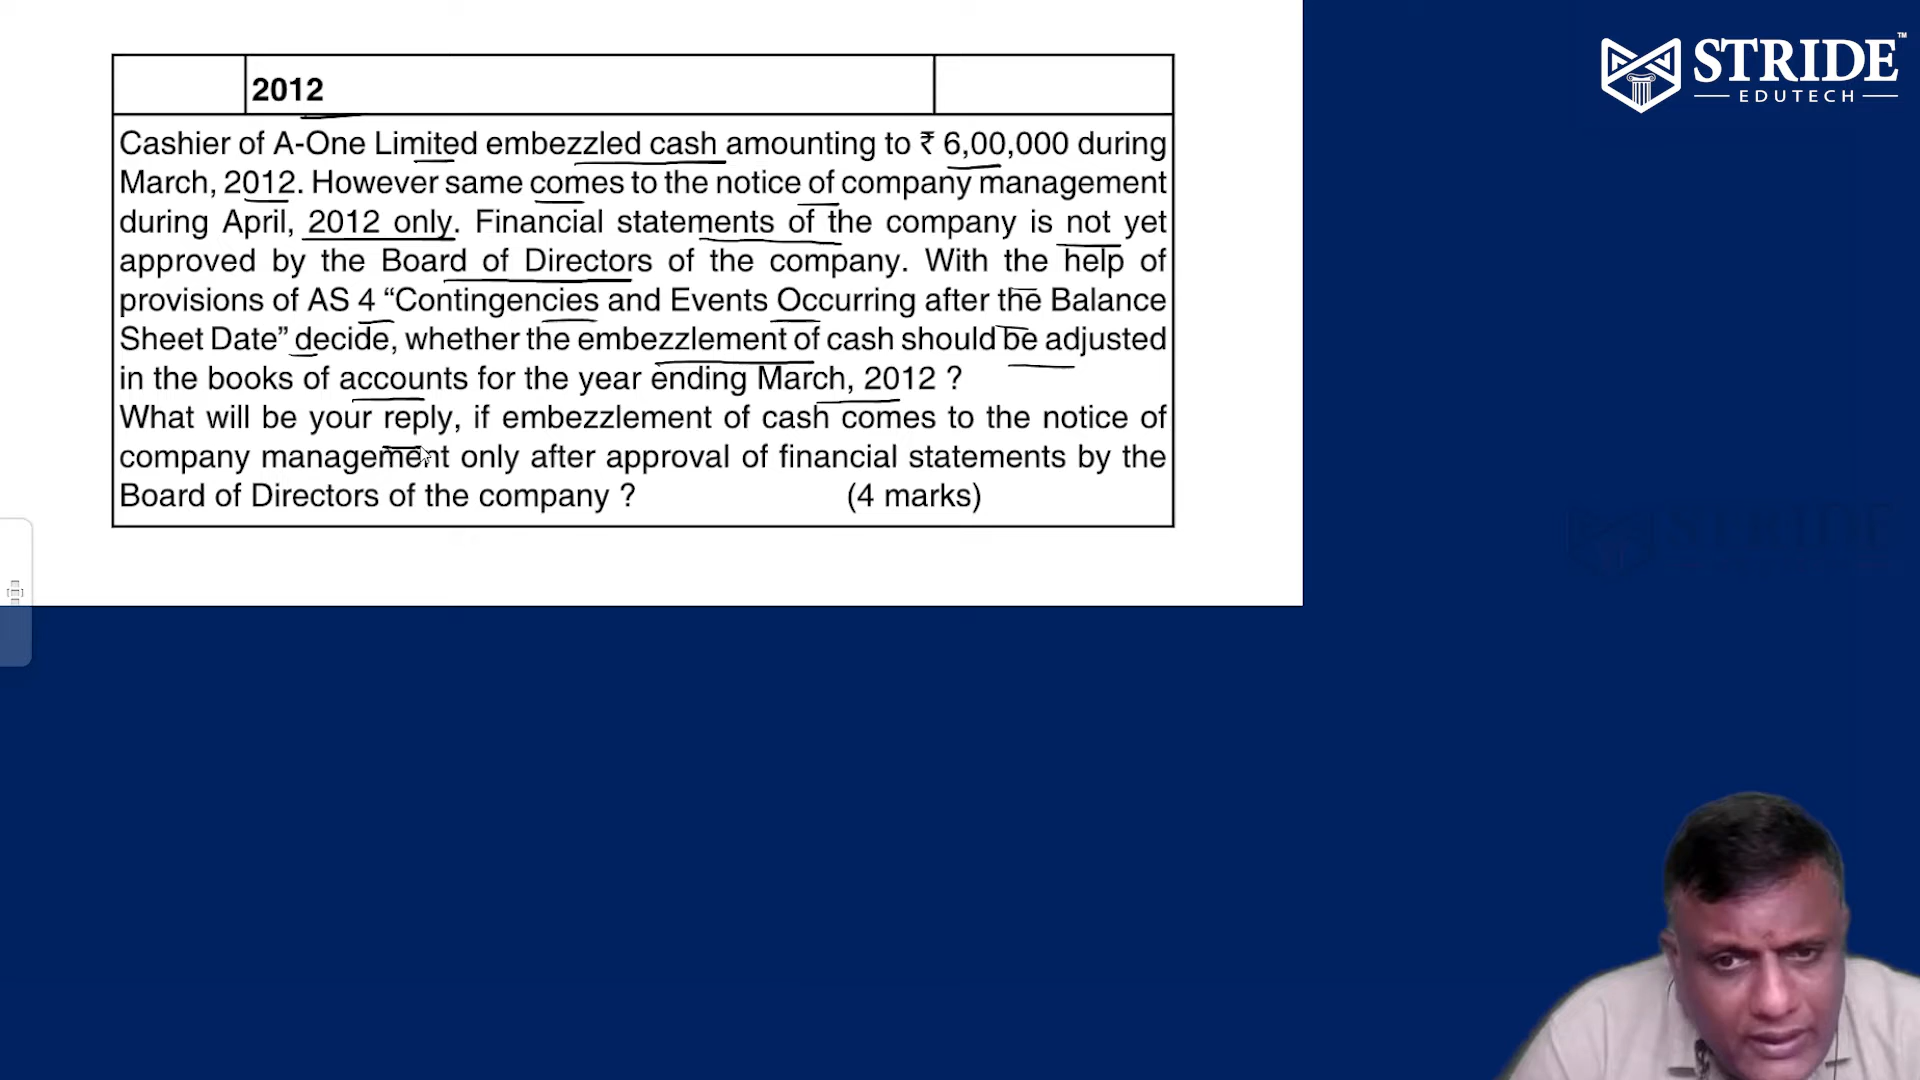 STRIDE™
EDUTECH
2012
Cashier of A-One Limited embezzled cash amounting to ₹ 6,00,000 during
March, 2012. However same comes to the notice of company management
during April, 2012 only. Financial statements of the company is not yet
approved by the Board of Directors of the company. With the help of
provisions of AS 4 “Contingencies and Events Occurring after the Balance
Sheet Date” decide, whether the embezzlement of cash should be adjusted
in the books of accounts for the year ending March, 2012 ?
What will be your reply, if embezzlement of cash comes to the notice of
company management only after approval of financial statements by the
Board of Directors of the company ? (4 marks)
STRIDE